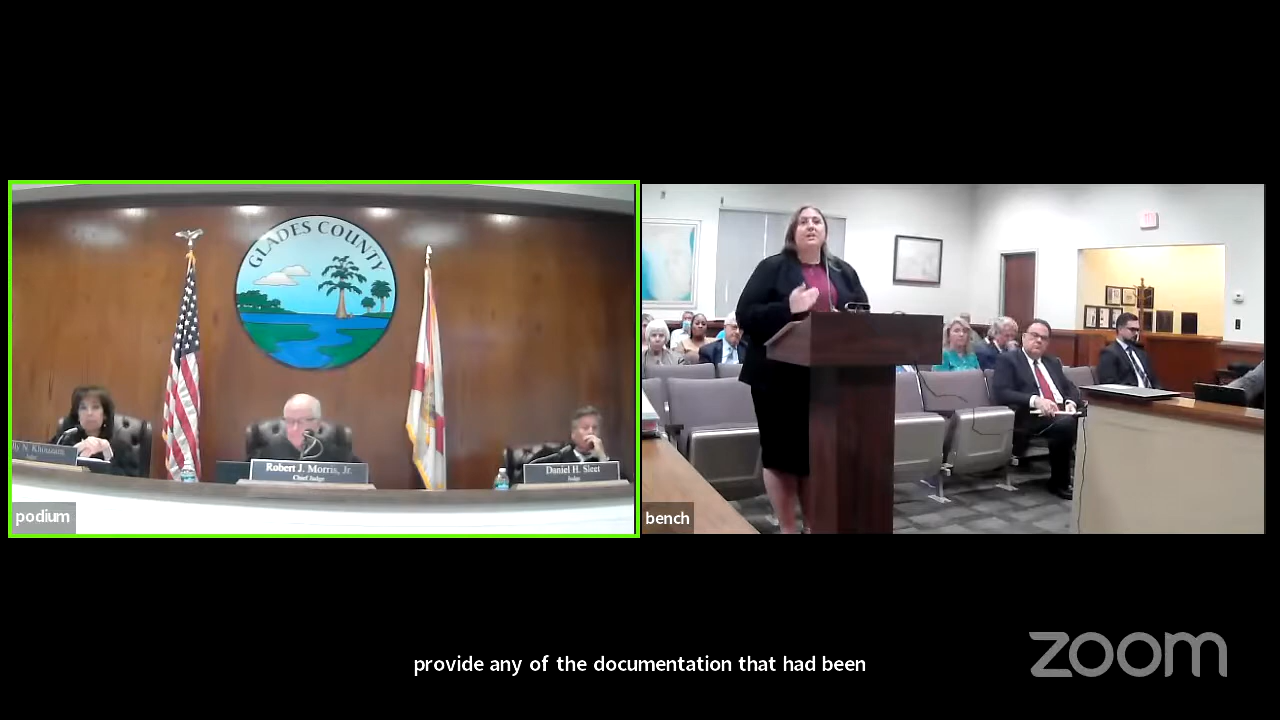 GLADES COUNTY
Robert J. Morris, Jr.
Chief Judge
Daniel H. Sleet
Judge
podium
bench
provide any of the documentation that had been
zoom